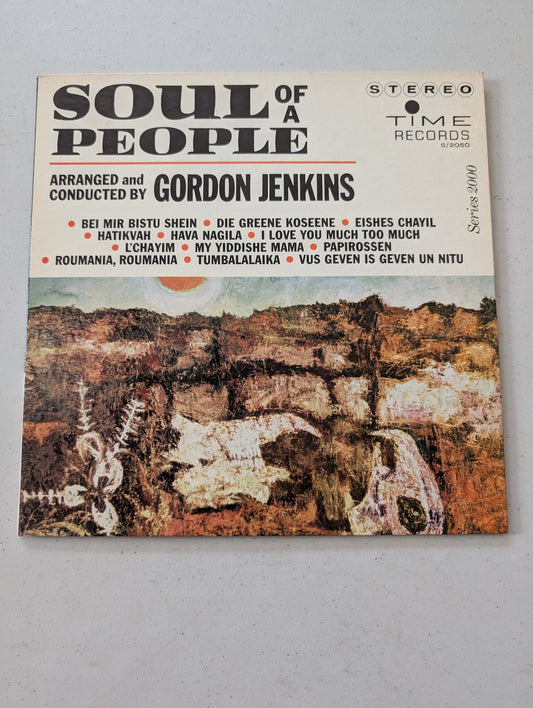 SOUL OF A
PEOPLE
ARRANGED and
CONDUCTED BY GORDON JENKINS
• BEI MIR BISTU SHEIN • DIE GREENE KOSEENE • EISHES CHAYIL
• HATIKVAH • HAVA NAGILA • I LOVE YOU MUCH TOO MUCH
• L'CHAYIM • MY YIDDISHE MAMA • PAPIROSSEN
• ROUMANIA, ROUMANIA • TUMBALALAIKA • VUS GEVEN IS GEVEN UN NITU
STEREO
TIME
RECORDS
S/2050
Series 2000